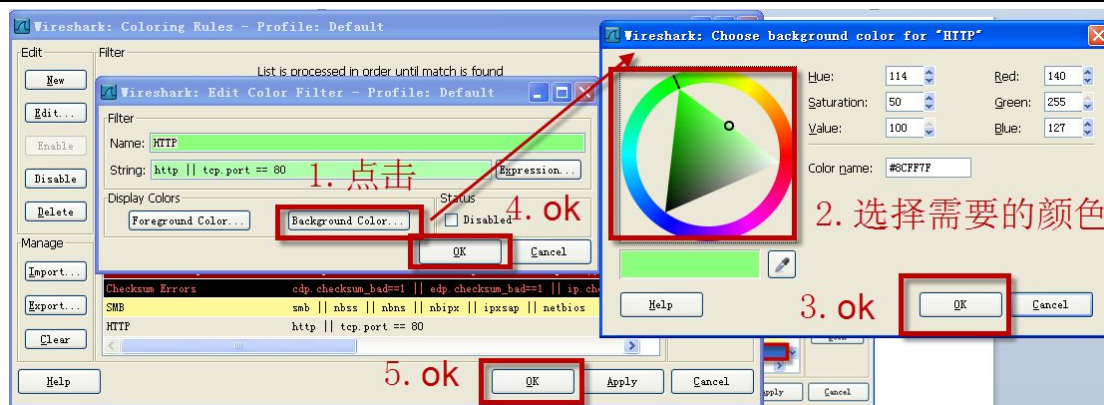 Wireshark: Coloring Rules - Profile: Default
Edit
Filter
List is processed in order until match is found
New
Edit...
Enable
Disable
Delete
Manage
Import...
Export...
Clear
Help
Wireshark: Edit Color Filter - Profile: Default
Filter
Name: HTTP
String: http || tcp.port == 80
Expression...
1. 点击
Display Colors
Status
Foreground Color...
Background Color...
Disabled
4. ok
OK
Cancel
Checksum Errors
cdp.checksum_bad==1 || edp.checksum_bad==1 || ip.ch
SMB
smb || nbss || nbns || nbipx || ipxsap || netbios
HTTP
http || tcp.port == 80
5. ok
OK
Apply
Cancel
Wireshark: Choose background color for "HTTP"
Hue: 114
Red: 140
Saturation: 50
Green: 255
Value: 100
Blue: 127
Color name: #8CFF7F
2. 选择需要的颜色
3. ok
Help
OK
Cancel
pply
Cancel